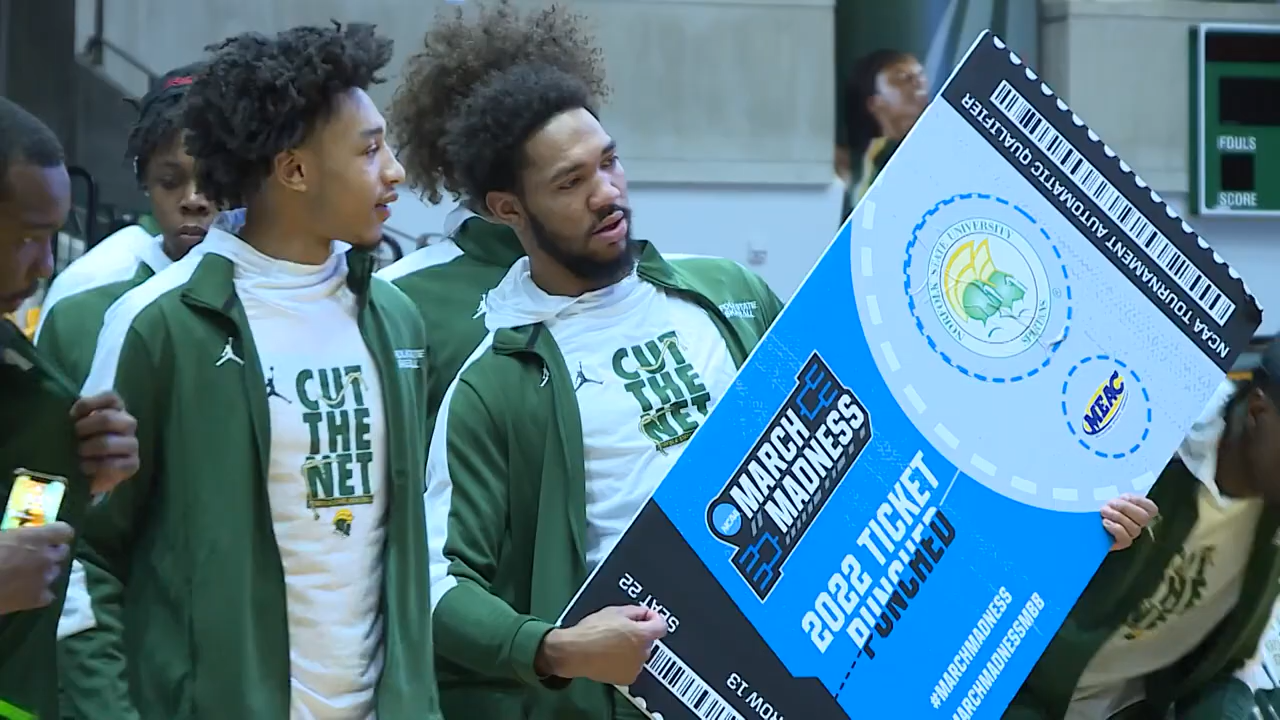 CUT
THE
NET
CUT
THE
NET
NCAA TOURNAMENT AUTOMATIC QUALIFIER
NORFOLK STATE UNIVERSITY
SPARTANS
MEAC
NCAA
MARCH
MADNESS
2022 TICKET
PUNCHED
#MARCHMADNESS
MARCHMADNESSMBB
SEAT 22
ROW 13
FOULS
SCORE